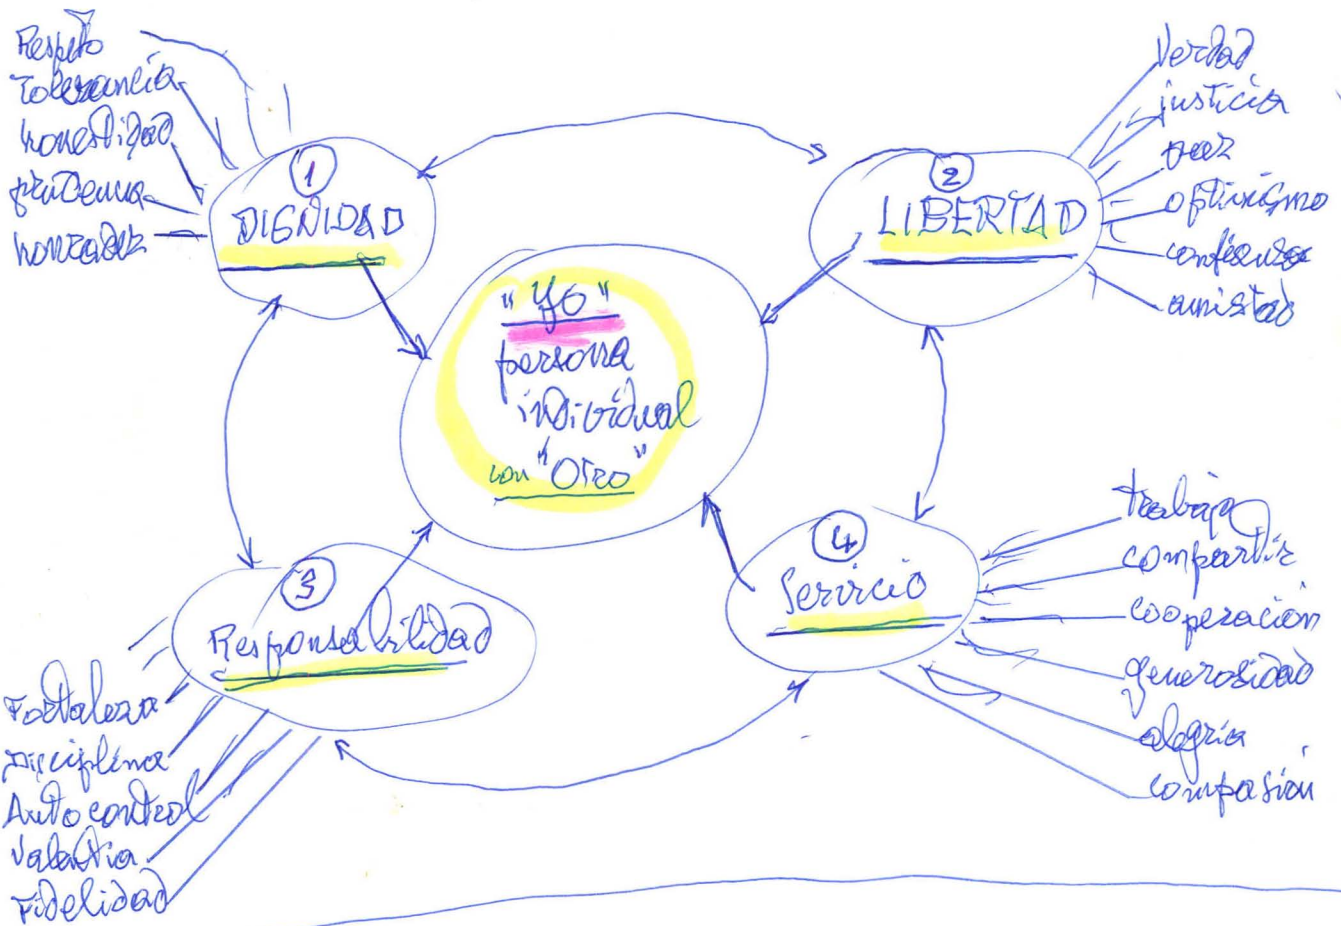 Respeto
Tolerancia
honestidad
prudencia
honradez
1
DIGNIDAD
2
LIBERTAD
Verdad
justicia
paz
optimismo
confianza
amistad
"Yo"
persona
individual
con "Otro"
3
Responsabilidad
Fortaleza
Disciplina
Autocontrol
Valentia
Fidelidad
4
Servicio
trabajo
compartir
cooperación
generosidad
alegría
compasión